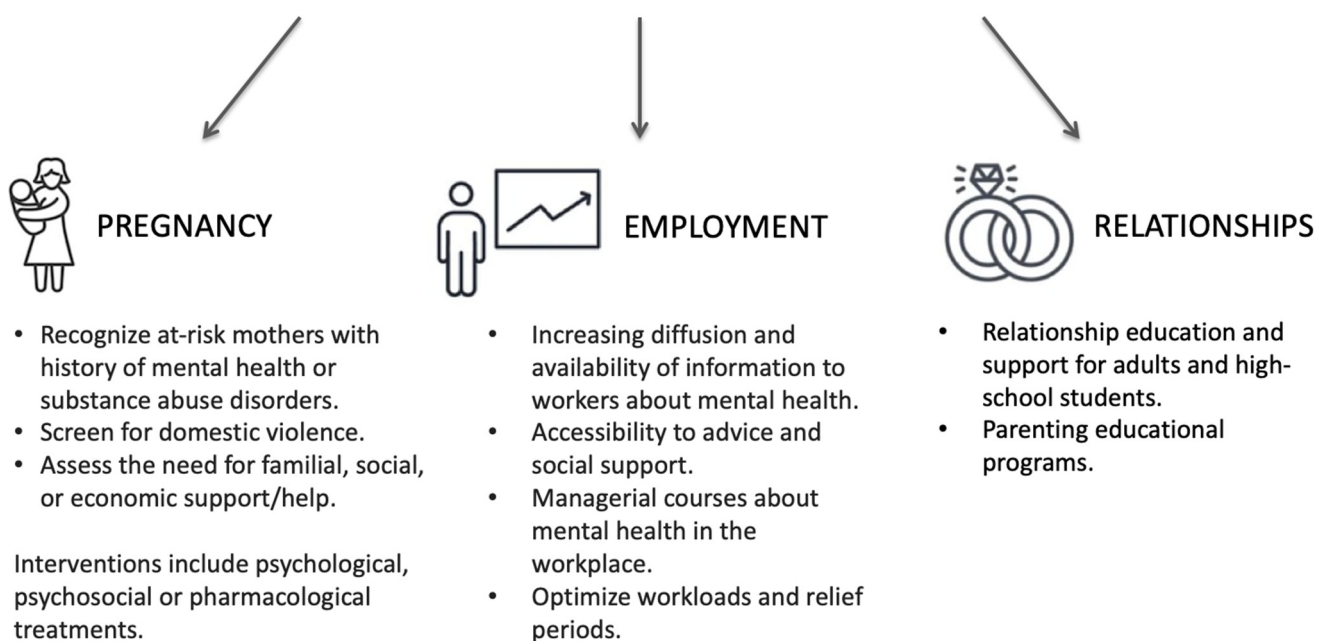 PREGNANCY
• Recognize at-risk mothers with
history of mental health or
substance abuse disorders.
• Screen for domestic violence.
• Assess the need for familial, social,
or economic support/help.
Interventions include psychological,
psychosocial or pharmacological
treatments.
EMPLOYMENT
• Increasing diffusion and
availability of information to
workers about mental health.
• Accessibility to advice and
social support.
• Managerial courses about
mental health in the
workplace.
• Optimize workloads and relief
periods.
RELATIONSHIPS
• Relationship education and
support for adults and high-
school students.
• Parenting educational
programs.